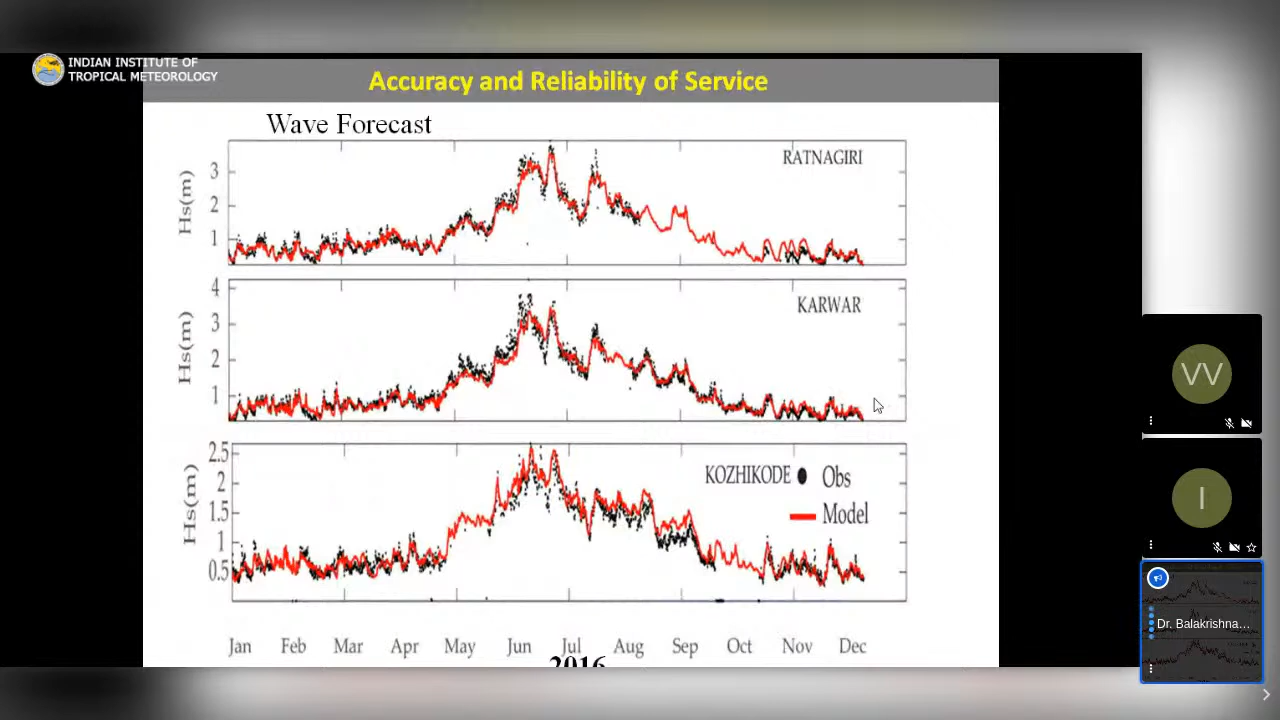 INDIAN INSTITUTE OF
TROPICAL METEOROLOGY
Accuracy and Reliability of Service
Wave Forecast
RATNAGIRI
Hs(m)
3
2
1
KARWAR
Hs(m)
4
3
2
1
KOZHIKODE Obs
Model
Hs(m)
2.5
2
1.5
1
0.5
Jan Feb Mar Apr May Jun Jul Aug Sep Oct Nov Dec
2016
VV
I
Dr. Balakrishna...